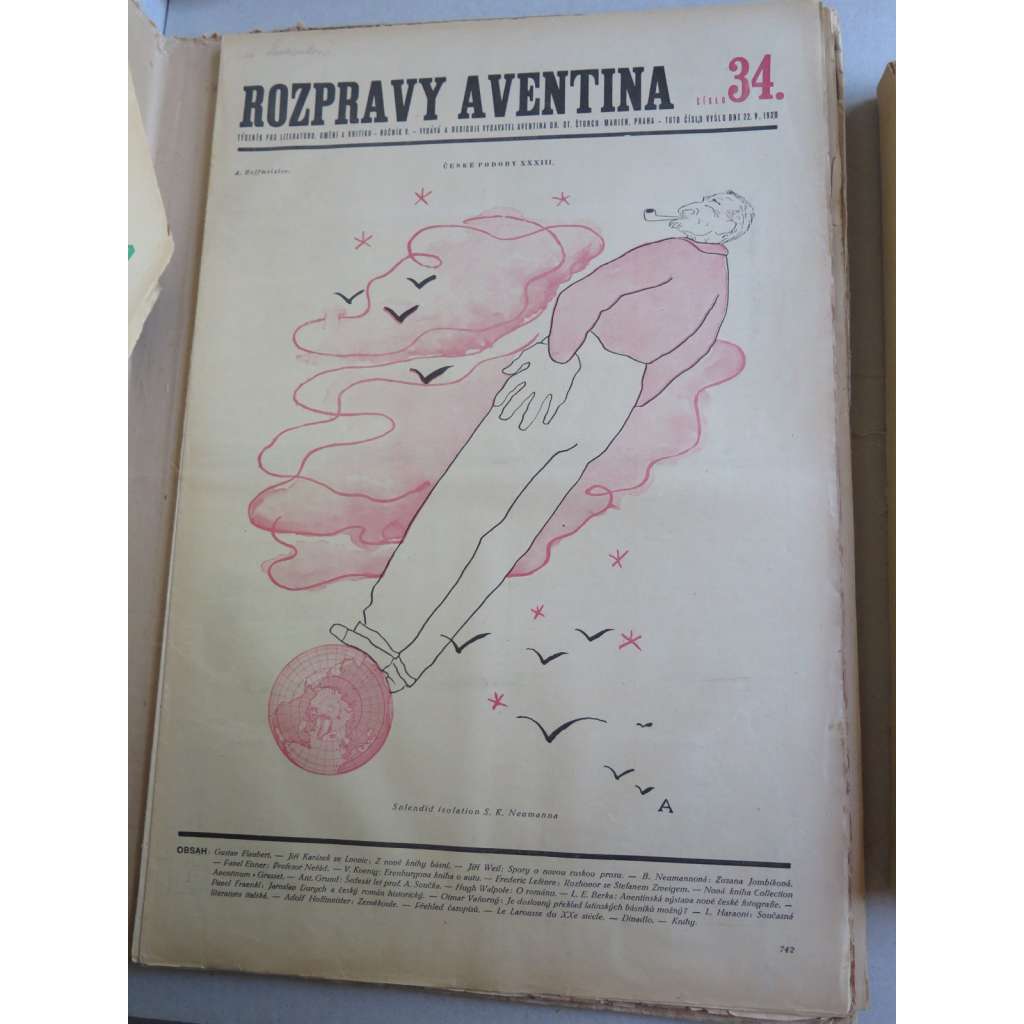 ROZPRAVY AVENTINA ČÍSLO 34.
TÝDENÍK PRO LITERATURU, UMĚNÍ A KRITIKU - ROČNÍK V. - VYDÁVÁ A REDIGUJE VYDAVATEL AVENTINA DR. OT. ŠTORCH-MARIEN, PRAHA - TOTO ČÍSLO VYŠLO DNE 22. V. 1930
A. Hoffmeister.
ČESKÉ PODOBY XXXIII.
A
Splendid isolation S. K. Neumanna
OBSAH: Gustav Flaubert. — Jiří Karásek ze Lvovic: Z nové knihy básní. — Jiří Weil: Spory o novou ruskou prosu. — B. Neumannová: Zuzana Jombíková.
— Pavel Eisner: Profesor Neřád. — V. Koenig: Erenburgova kniha o autu. — Frederic Lefèvre: Rozhovor se Stefanem Zweigem. — Nová kniha Collection
Aventinum - Grasset. — Ant. Grund: Šedesát let prof. A. Součka. — Hugh Walpole: O románu. — L. E. Berka: Aventinská výstava nové české fotografie. —
Pavel Fraenkl: Jaroslav Durych a český román historický. — Otmar Vaňorný: Je doslovný překlad latinských básníků možný? — L. Haraoni: Současná
literatura italská. — Adolf Hoffmeister: Zeměkoule. — Přehled časopisů. — Le Larousse du XXe siècle. — Divadlo. — Knihy.
742